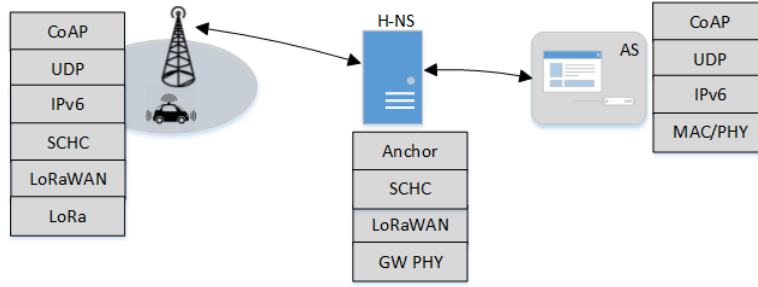 CoAP
UDP
IPv6
SCHC
LoRaWAN
LoRa
H-NS
Anchor
SCHC
LoRaWAN
GW PHY
AS
CoAP
UDP
IPv6
MAC/PHY